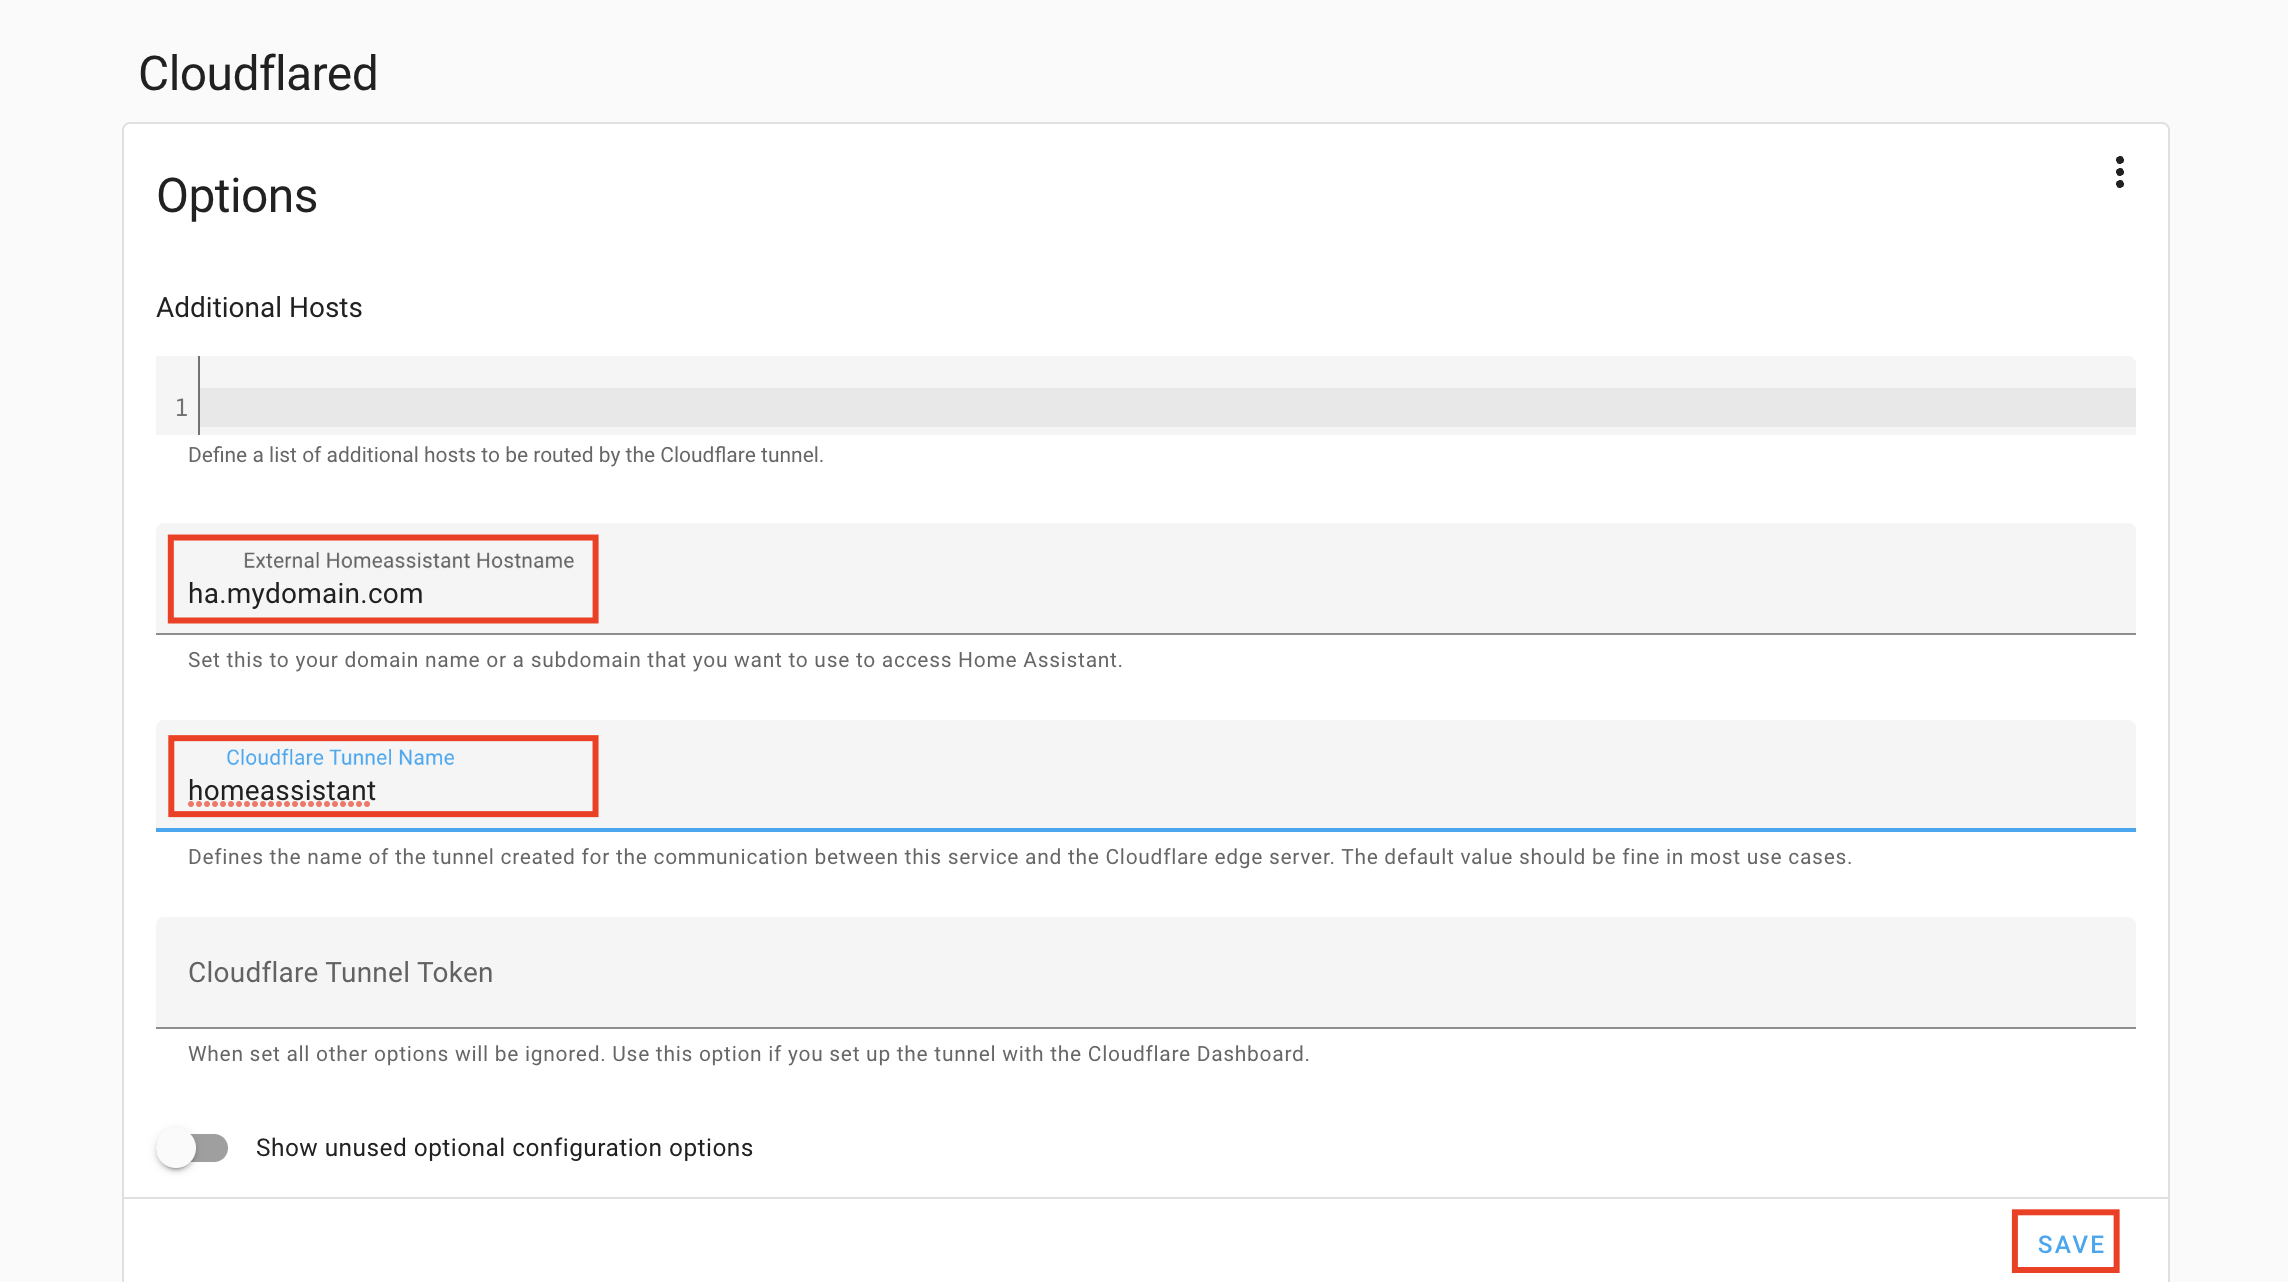 Cloudflared
Options
Additional Hosts
1
Define a list of additional hosts to be routed by the Cloudflare tunnel.
External Homeassistant Hostname
ha.mydomain.com
Set this to your domain name or a subdomain that you want to use to access Home Assistant.
Cloudflare Tunnel Name
homeassistant
Defines the name of the tunnel created for the communication between this service and the Cloudflare edge server. The default value should be fine in most use cases.
Cloudflare Tunnel Token
When set all other options will be ignored. Use this option if you set up the tunnel with the Cloudflare Dashboard.
Show unused optional configuration options
SAVE